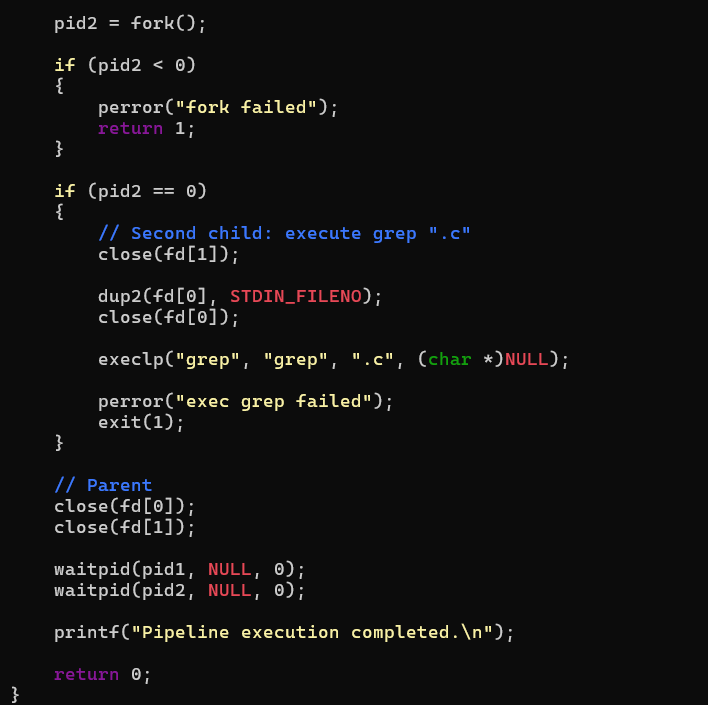 pid2 = fork();
if (pid2 < 0)
{
perror("fork failed");
return 1;
}
if (pid2 == 0)
{
// Second child: execute grep ".c"
close(fd[1]);
dup2(fd[0], STDIN_FILENO);
close(fd[0]);
execlp("grep", "grep", ".c", (char *)NULL);
perror("exec grep failed");
exit(1);
}
// Parent
close(fd[0]);
close(fd[1]);
waitpid(pid1, NULL, 0);
waitpid(pid2, NULL, 0);
printf("Pipeline execution completed.\n");
return 0;
}